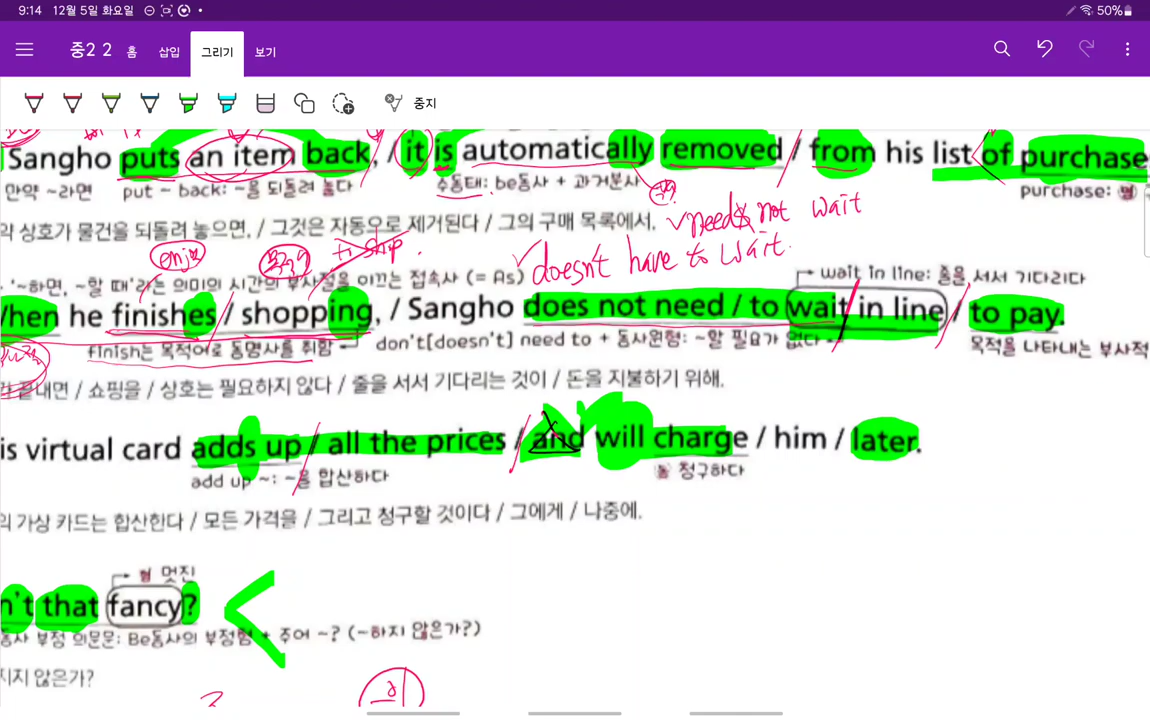 9:14 12월 5일 화요일 50%
중2 2 홈 삽입 그리기 보기
중지
Sangho puts an item back, / it is automatically removed / from his list of purchase
만약 ~라면 put - back: ~을 되돌려 놓다 수동태: be동사 + 과거분사 purchase: 명
약 상호가 물건을 되돌려 놓으면, / 그것은 자동으로 제거된다 / 그의 구매 목록에서.
needs not wait
enjoy to shop
doesn't have to wait.
'~하면, ~할 때'라는 의미의 시간의 부사절을 이끄는 접속사 (= As) wait in line: 줄을 서서 기다리다
When he finishes / shopping, / Sangho does not need / to wait in line / to pay.
finish는 목적어로 동명사를 취함 don't[doesn't] need to + 동사원형: ~할 필요가 없다 목적을 나타내는 부사적
끝내면 / 쇼핑을 / 상호는 필요하지 않다 / 줄을 서서 기다리는 것이 / 돈을 지불하기 위해.
is virtual card adds up / all the prices / and will charge / him / later.
add up ~: ~을 합산하다 동 청구하다
의 가상 카드는 합산한다 / 모든 가격을 / 그리고 청구할 것이다 / 그에게 / 나중에.
형 멋진
n't that fancy?
동사 부정 의문문: Be동사의 부정형 + 주어 ~? (~하지 않은가?)
지지 않은가?